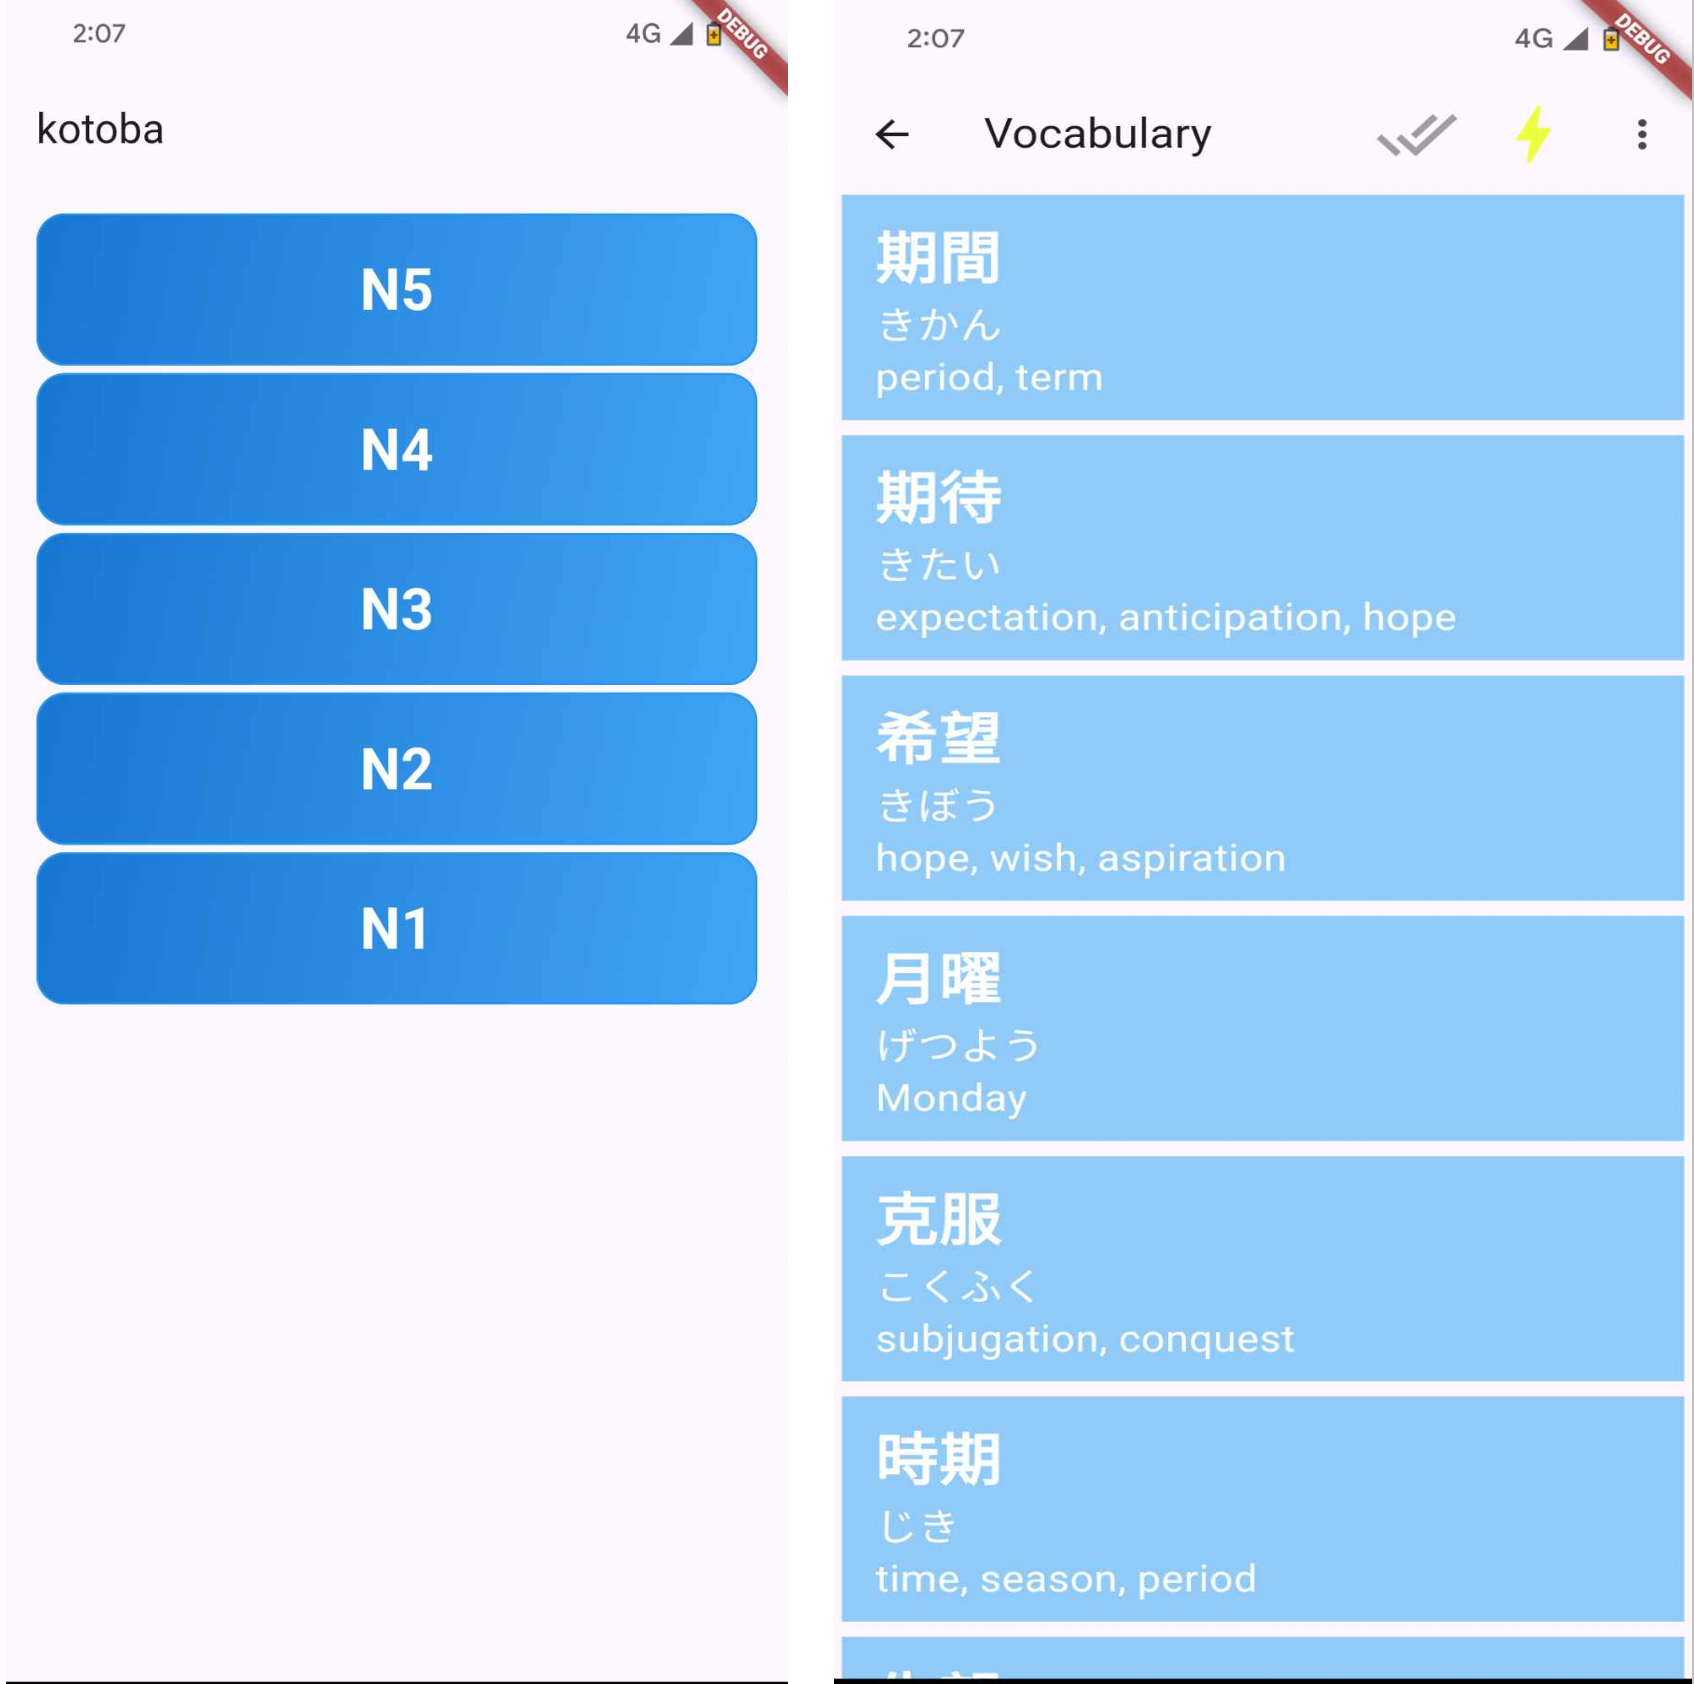 2:07
4G
DEBUG
kotoba
N5
N4
N3
N2
N1
2:07
4G
DEBUG
Vocabulary
期間
きかん
period, term
期待
きたい
expectation, anticipation, hope
希望
きぼう
hope, wish, aspiration
月曜
げつよう
Monday
克服
こくふく
subjugation, conquest
時期
じき
time, season, period